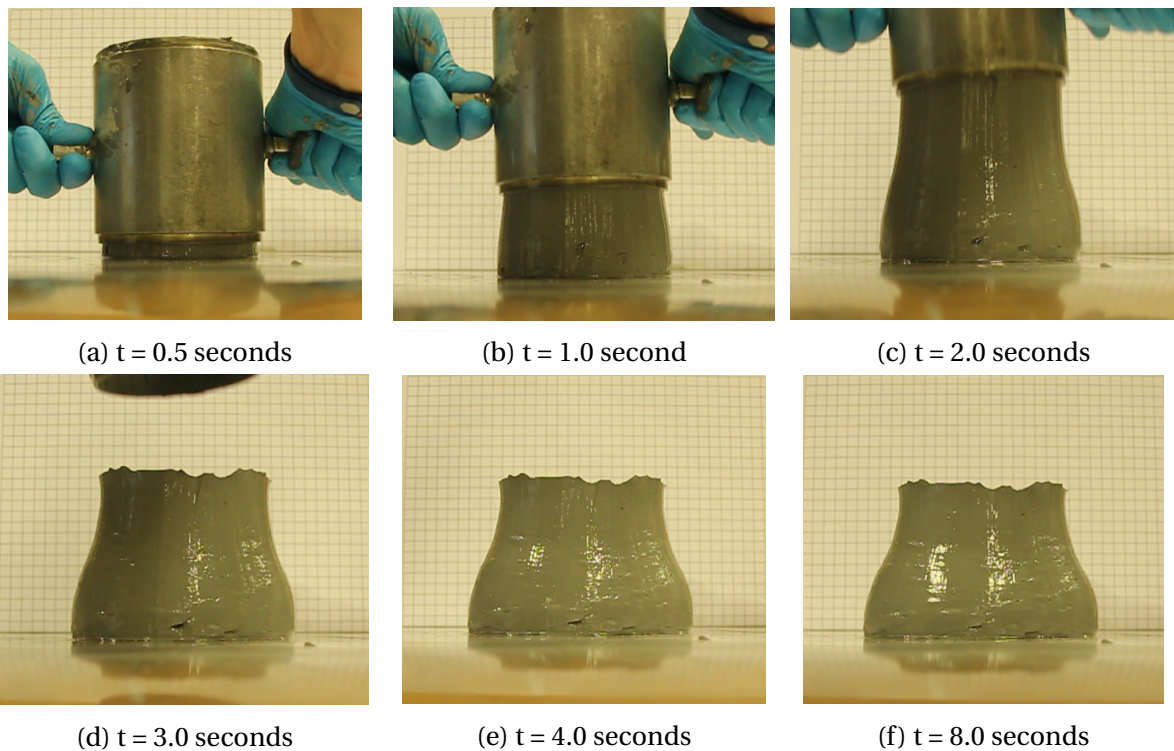 (a) t = 0.5 seconds
(b) t = 1.0 second
(c) t = 2.0 seconds
(d) t = 3.0 seconds
(e) t = 4.0 seconds
(f) t = 8.0 seconds